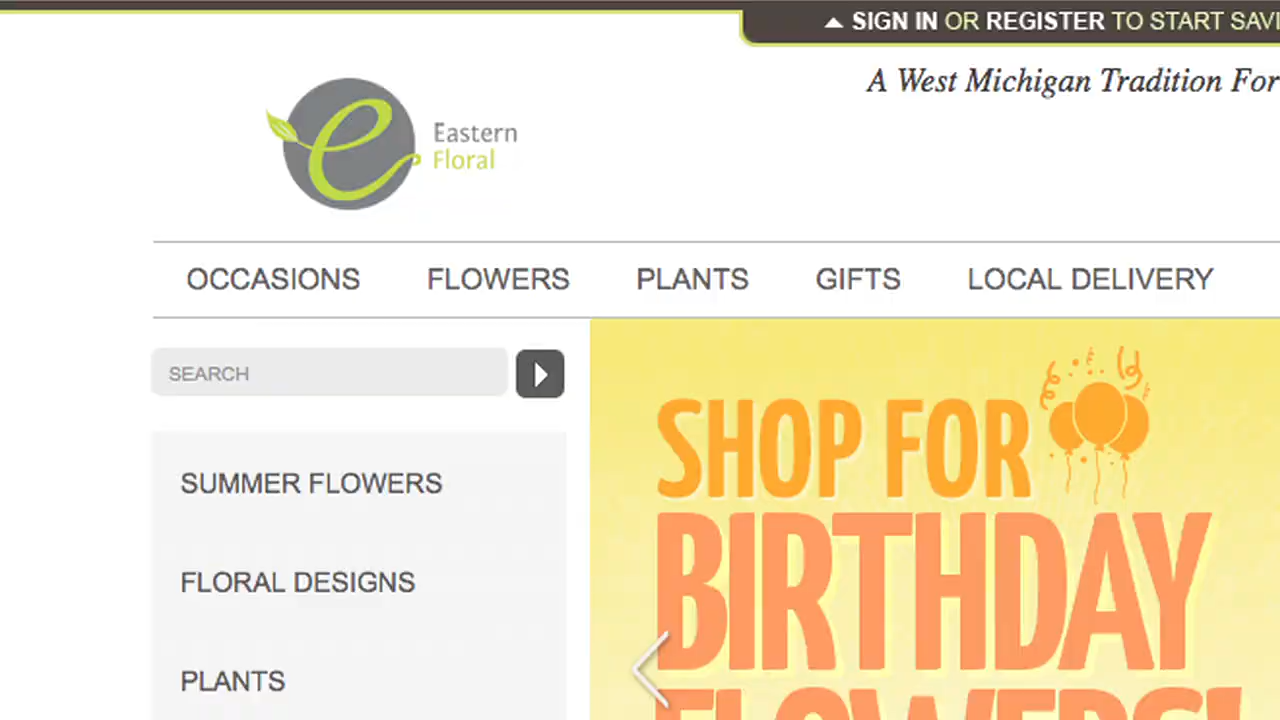 SIGN IN OR REGISTER TO START SAVI
A West Michigan Tradition For
e
Eastern
Floral
OCCASIONS FLOWERS PLANTS GIFTS LOCAL DELIVERY
SEARCH
SUMMER FLOWERS
FLORAL DESIGNS
PLANTS
SHOP FOR
BIRTHDAY
FLOWERS!